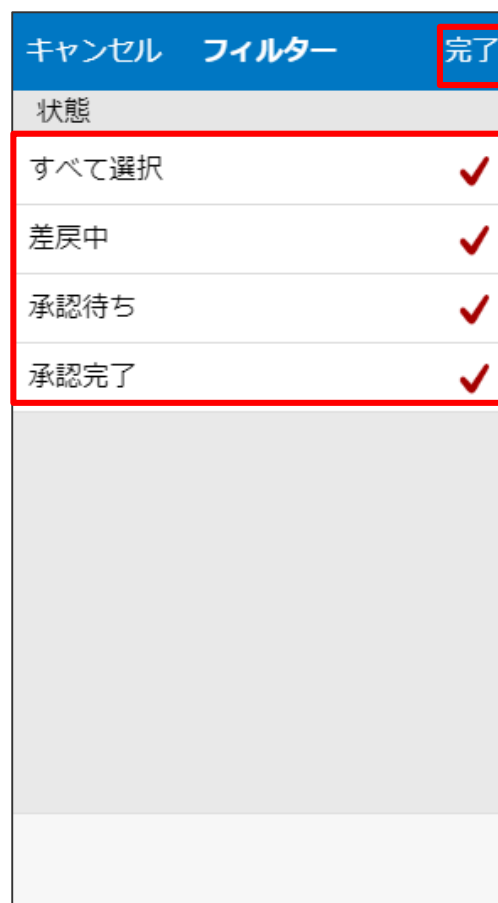 キャンセル フィルター 完了
状態
すべて選択
差戻中
承認待ち
承認完了